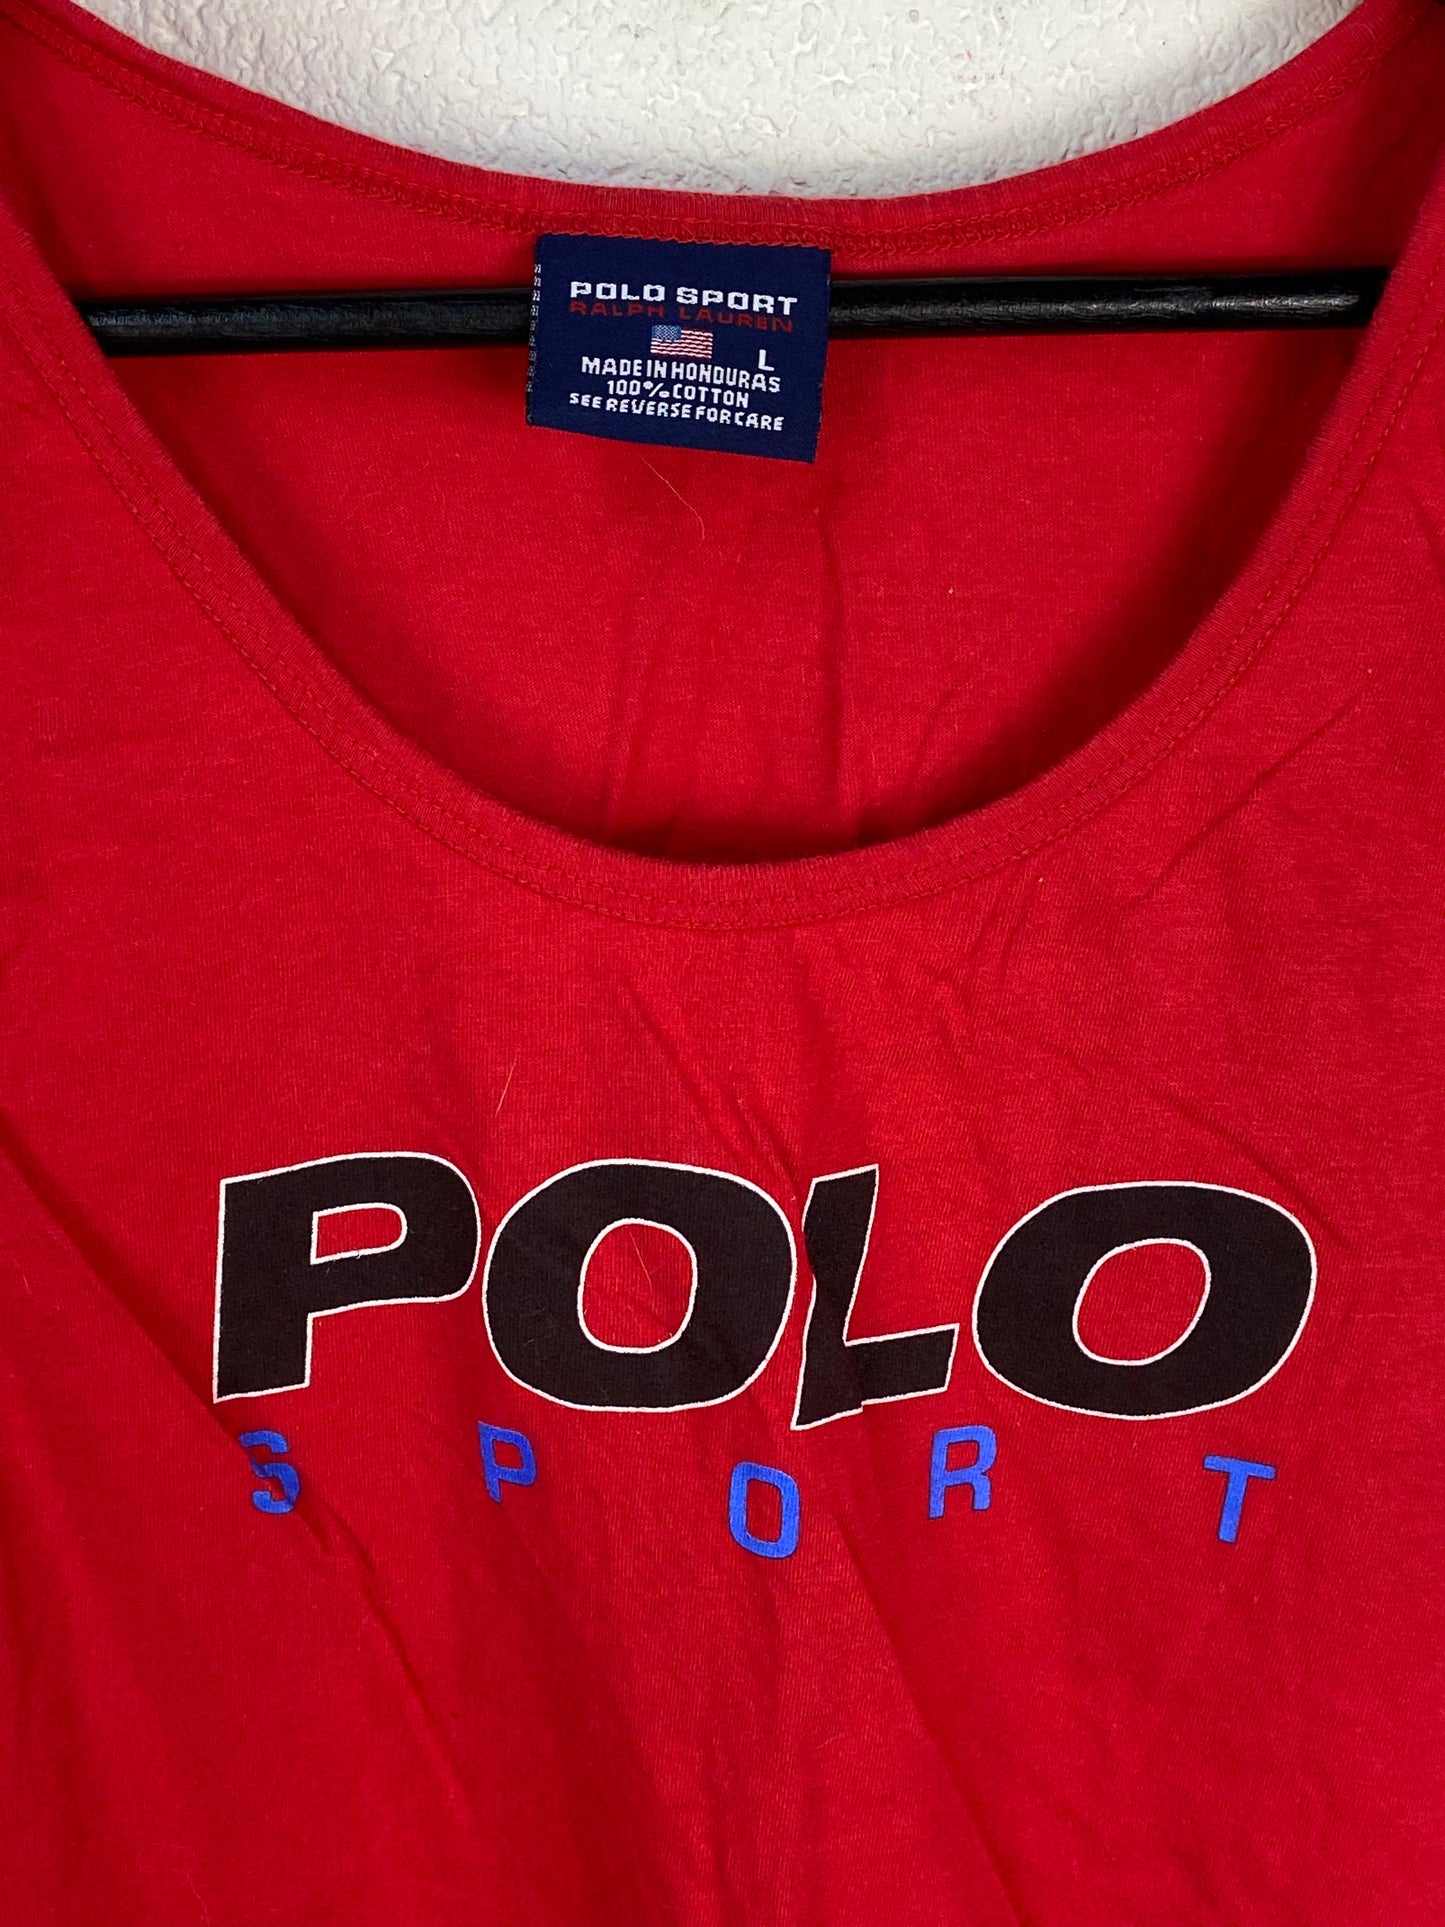 POLO SPORT
RALPH LAUREN
L
MADE IN HONDURAS
100% COTTON
SEE REVERSE FOR CARE
POLO
SPORT